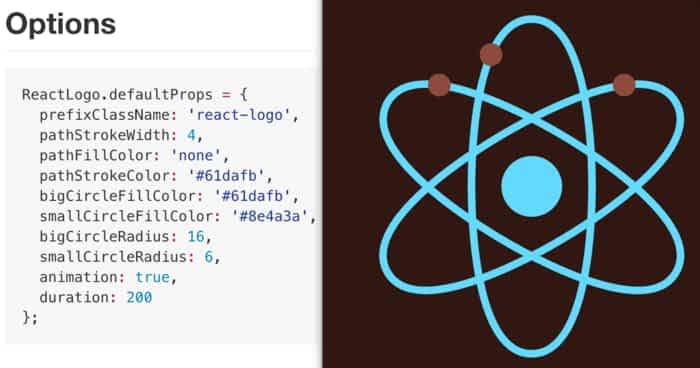 Options
ReactLogo.defaultProps = {
prefixClassName: 'react-logo',
pathStrokeWidth: 4,
pathFillColor: 'none',
pathStrokeColor: '#61dafb',
bigCircleFillColor: '#61dafb',
smallCircleFillColor: '#8e4a3a',
bigCircleRadius: 16,
smallCircleRadius: 6,
animation: true,
duration: 200
};